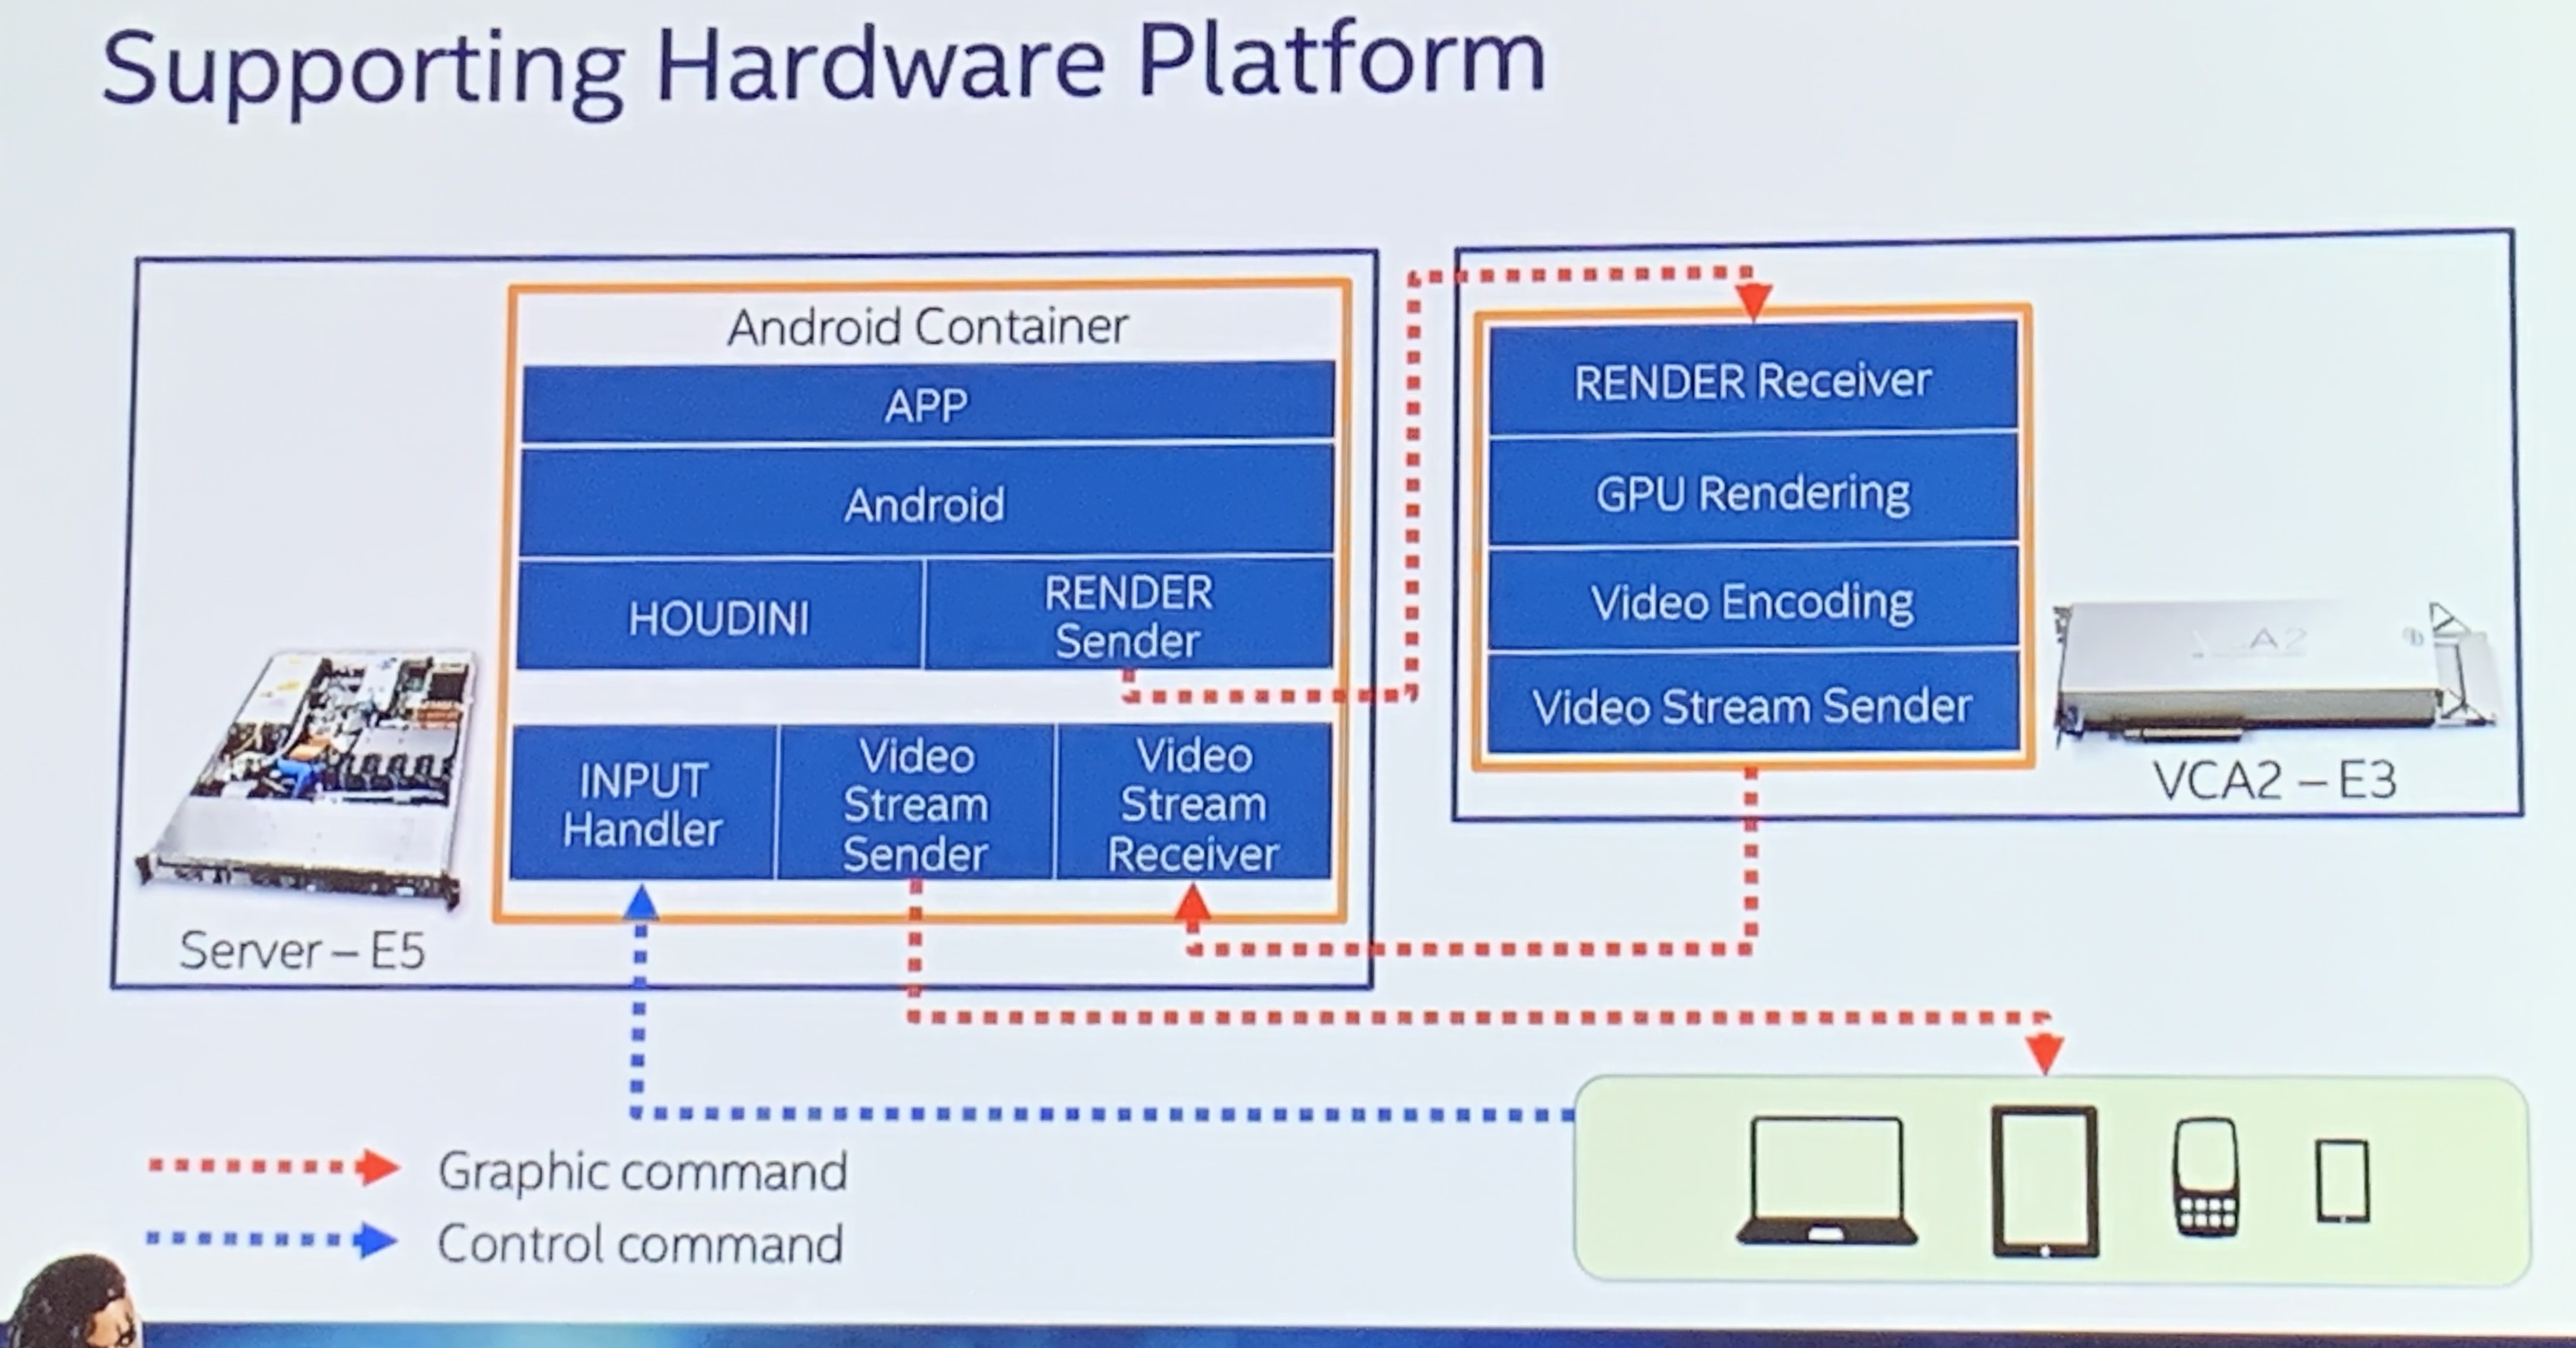 Supporting Hardware Platform
Android Container
APP
Android
HOUDINI
RENDER
Sender
INPUT
Handler
Video
Stream
Sender
Video
Stream
Receiver
Server – E5
RENDER Receiver
GPU Rendering
Video Encoding
Video Stream Sender
VCA2 – E3
Graphic command
Control command